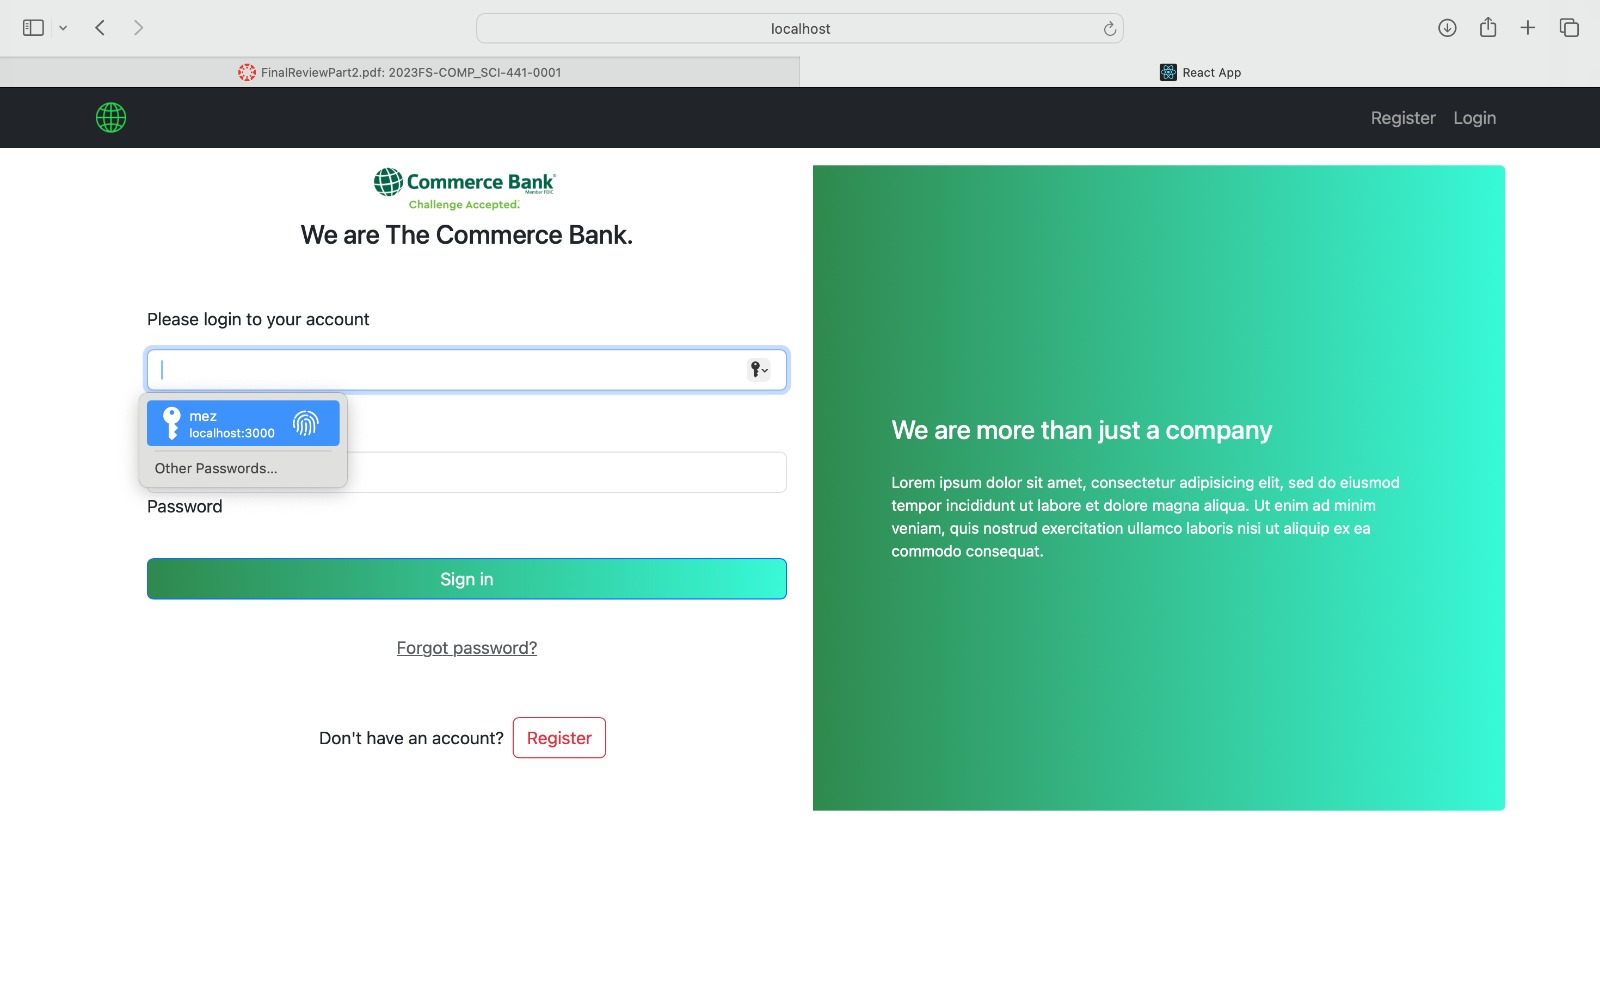 localhost
FinalReviewPart2.pdf: 2023FS-COMP_SCI-441-0001
React App
Register Login
Commerce Bank
Member FDIC
Challenge Accepted.
We are The Commerce Bank.
Please login to your account
mez
localhost:3000
Other Passwords...
Password
Sign in
Forgot password?
Don't have an account? Register
We are more than just a company
Lorem ipsum dolor sit amet, consectetur adipisicing elit, sed do eiusmod
tempor incididunt ut labore et dolore magna aliqua. Ut enim ad minim
veniam, quis nostrud exercitation ullamco laboris nisi ut aliquip ex ea
commodo consequat.